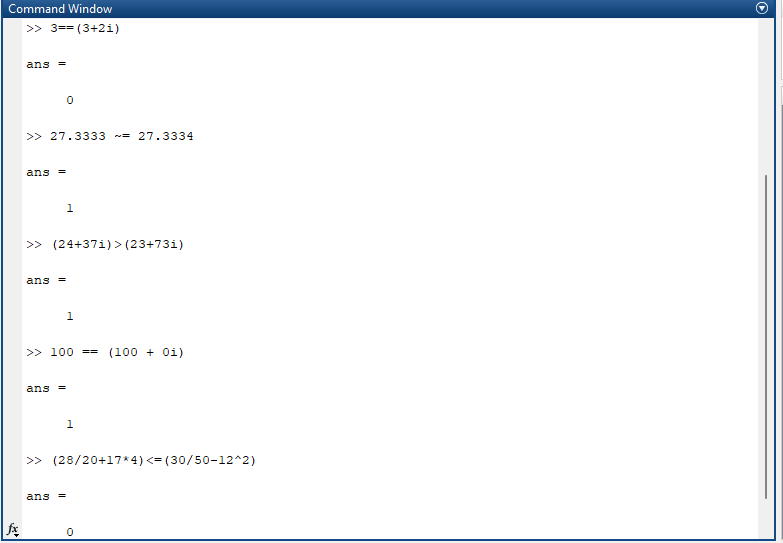 Command Window
>> 3==(3+2i)
ans =
0
>> 27.3333 ~= 27.3334
ans =
1
>> (24+37i)>(23+73i)
ans =
1
>> 100 == (100 + 0i)
ans =
1
>> (28/20+17*4)<=(30/50-12^2)
ans =
fx
0